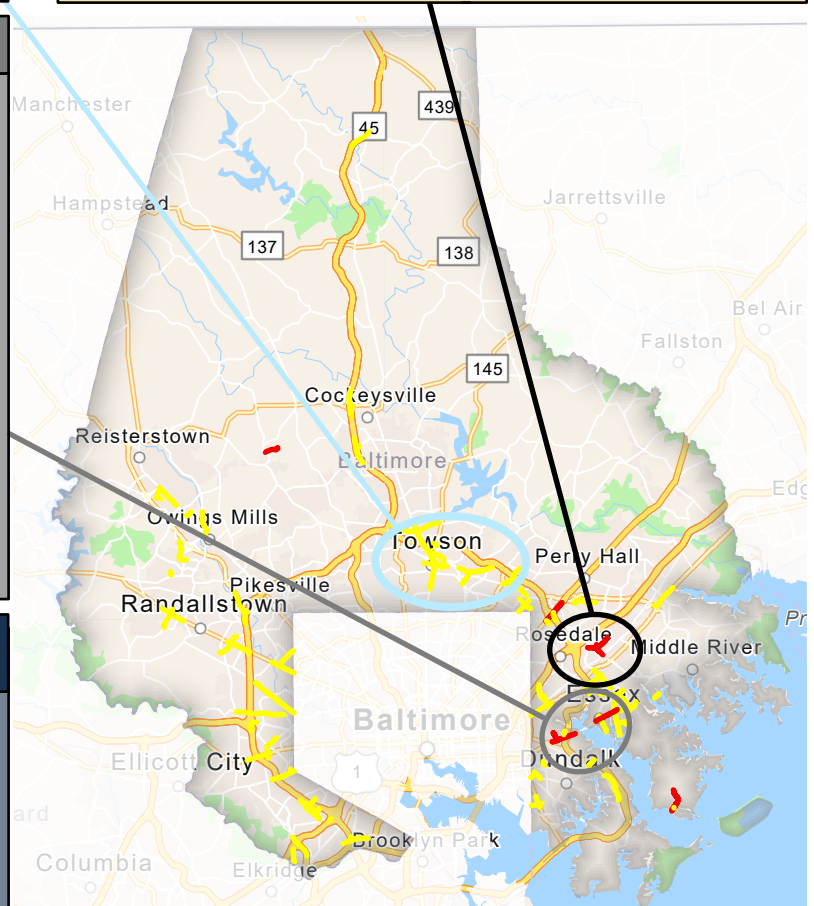 Manchester
439
45
Hampstead
Jarrettsville
137
138
Bel Air
Fallston
145
Cockeysville
Reisterstown
Baltimore
Owings Mills
Towson
Perry Hall
Pikesville
Randallstown
Rosedale
Middle River
Essex
Baltimore
Dundalk
Ellicott City
1
Brooklyn Park
Columbia
Elkridge